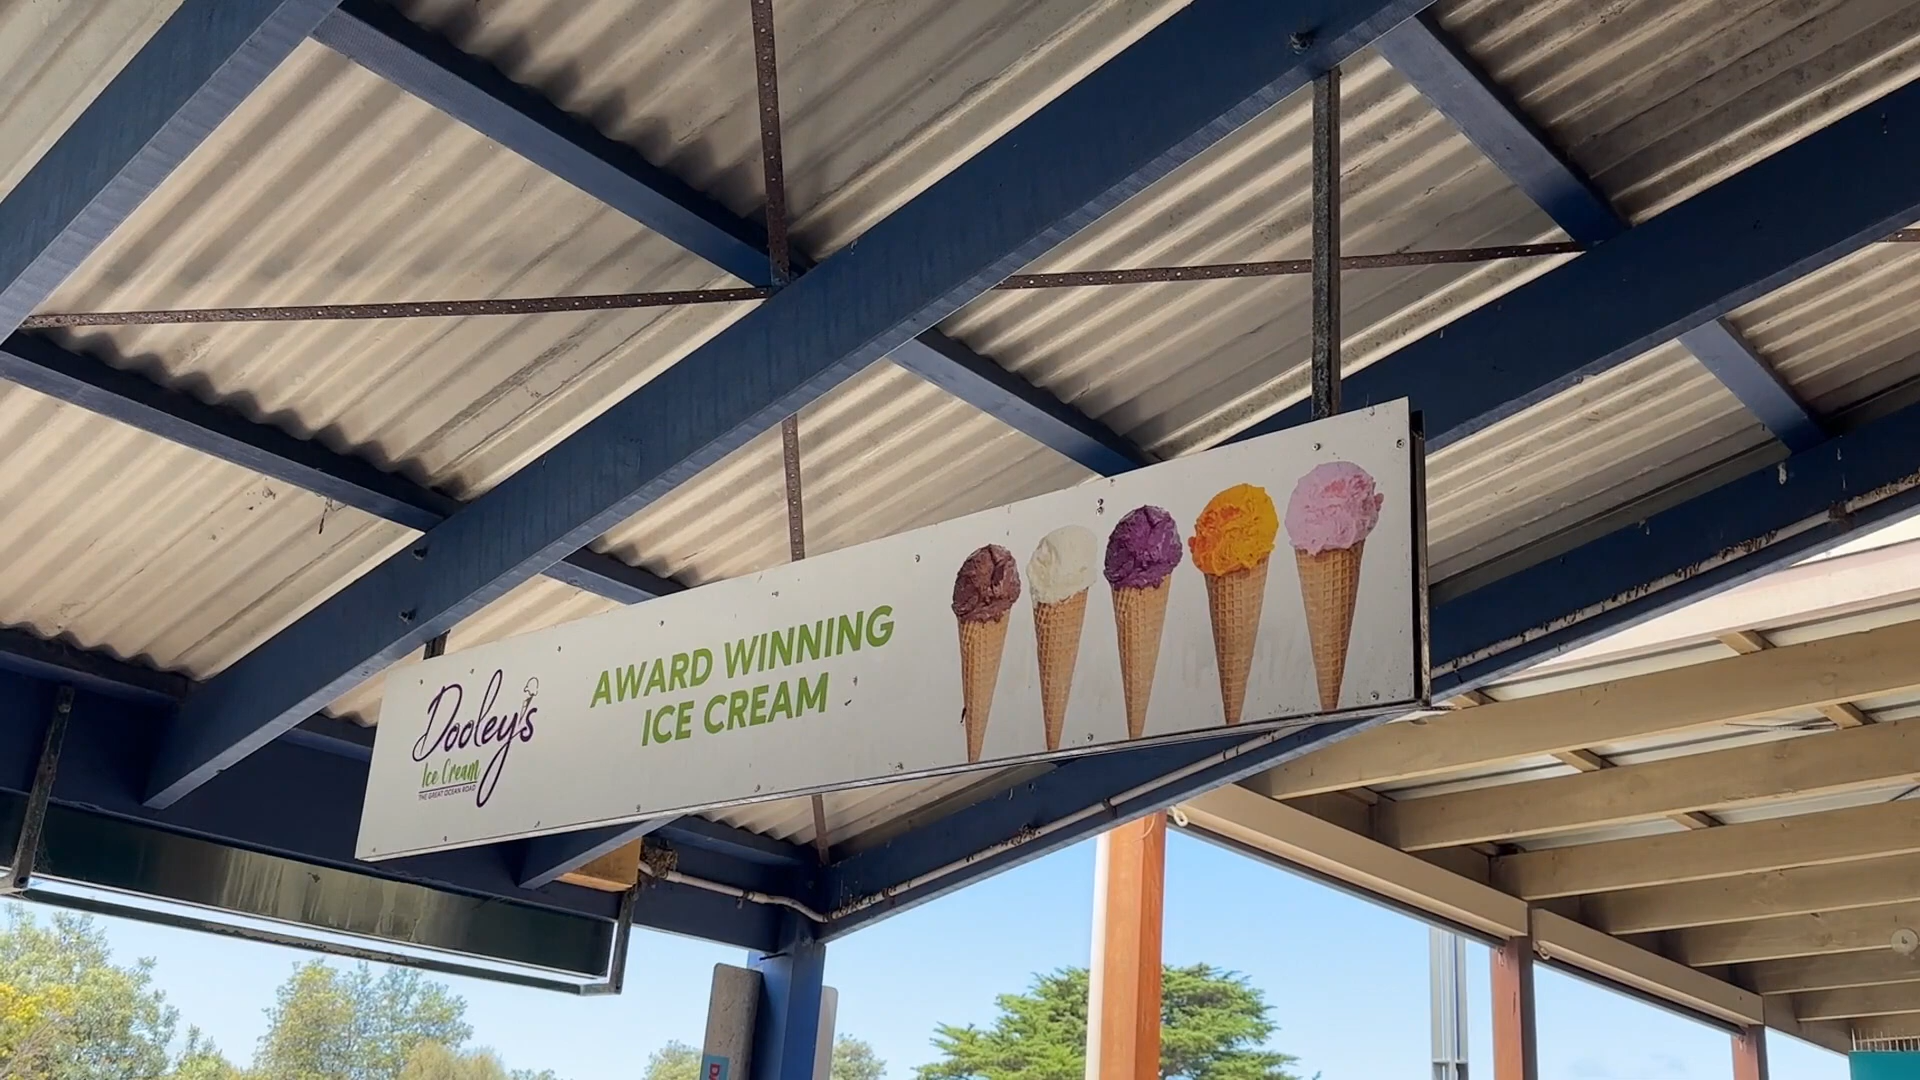 Dooley's
Ice Cream
THE GREAT OCEAN ROAD
AWARD WINNING
ICE CREAM